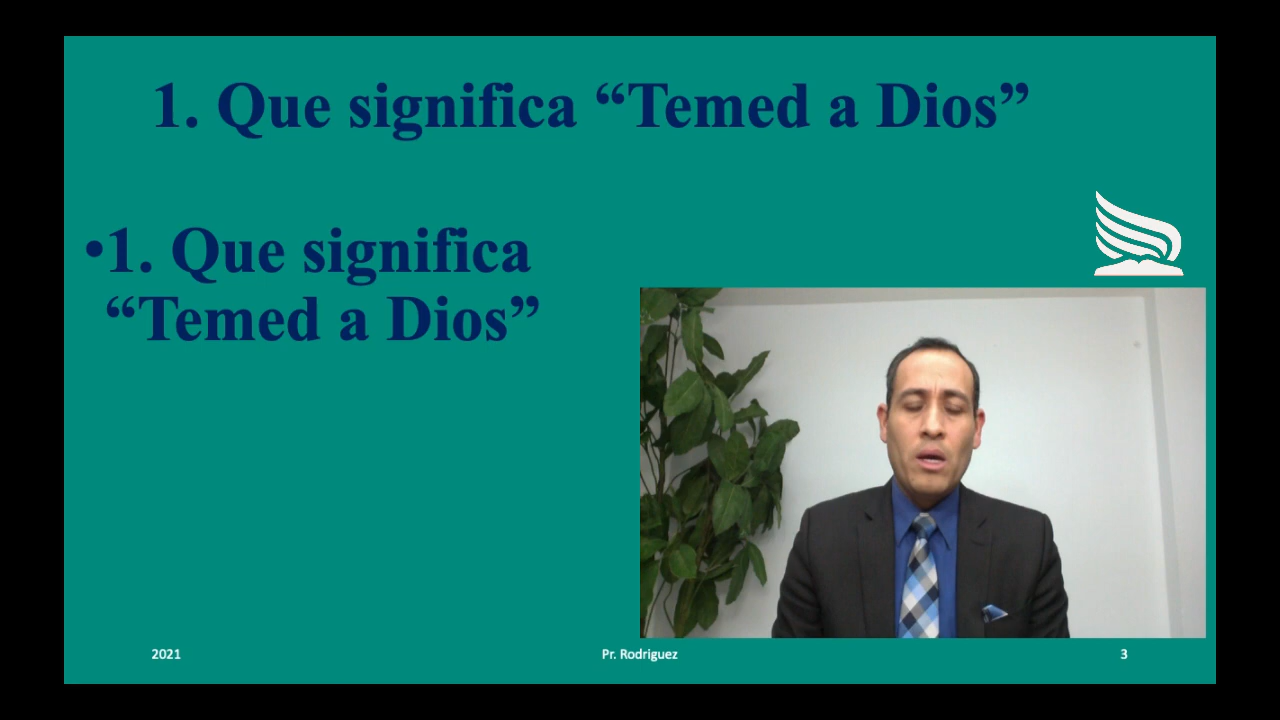 1. Que significa “Temed a Dios”
•1. Que significa
“Temed a Dios”
2021
Pr. Rodriguez
3